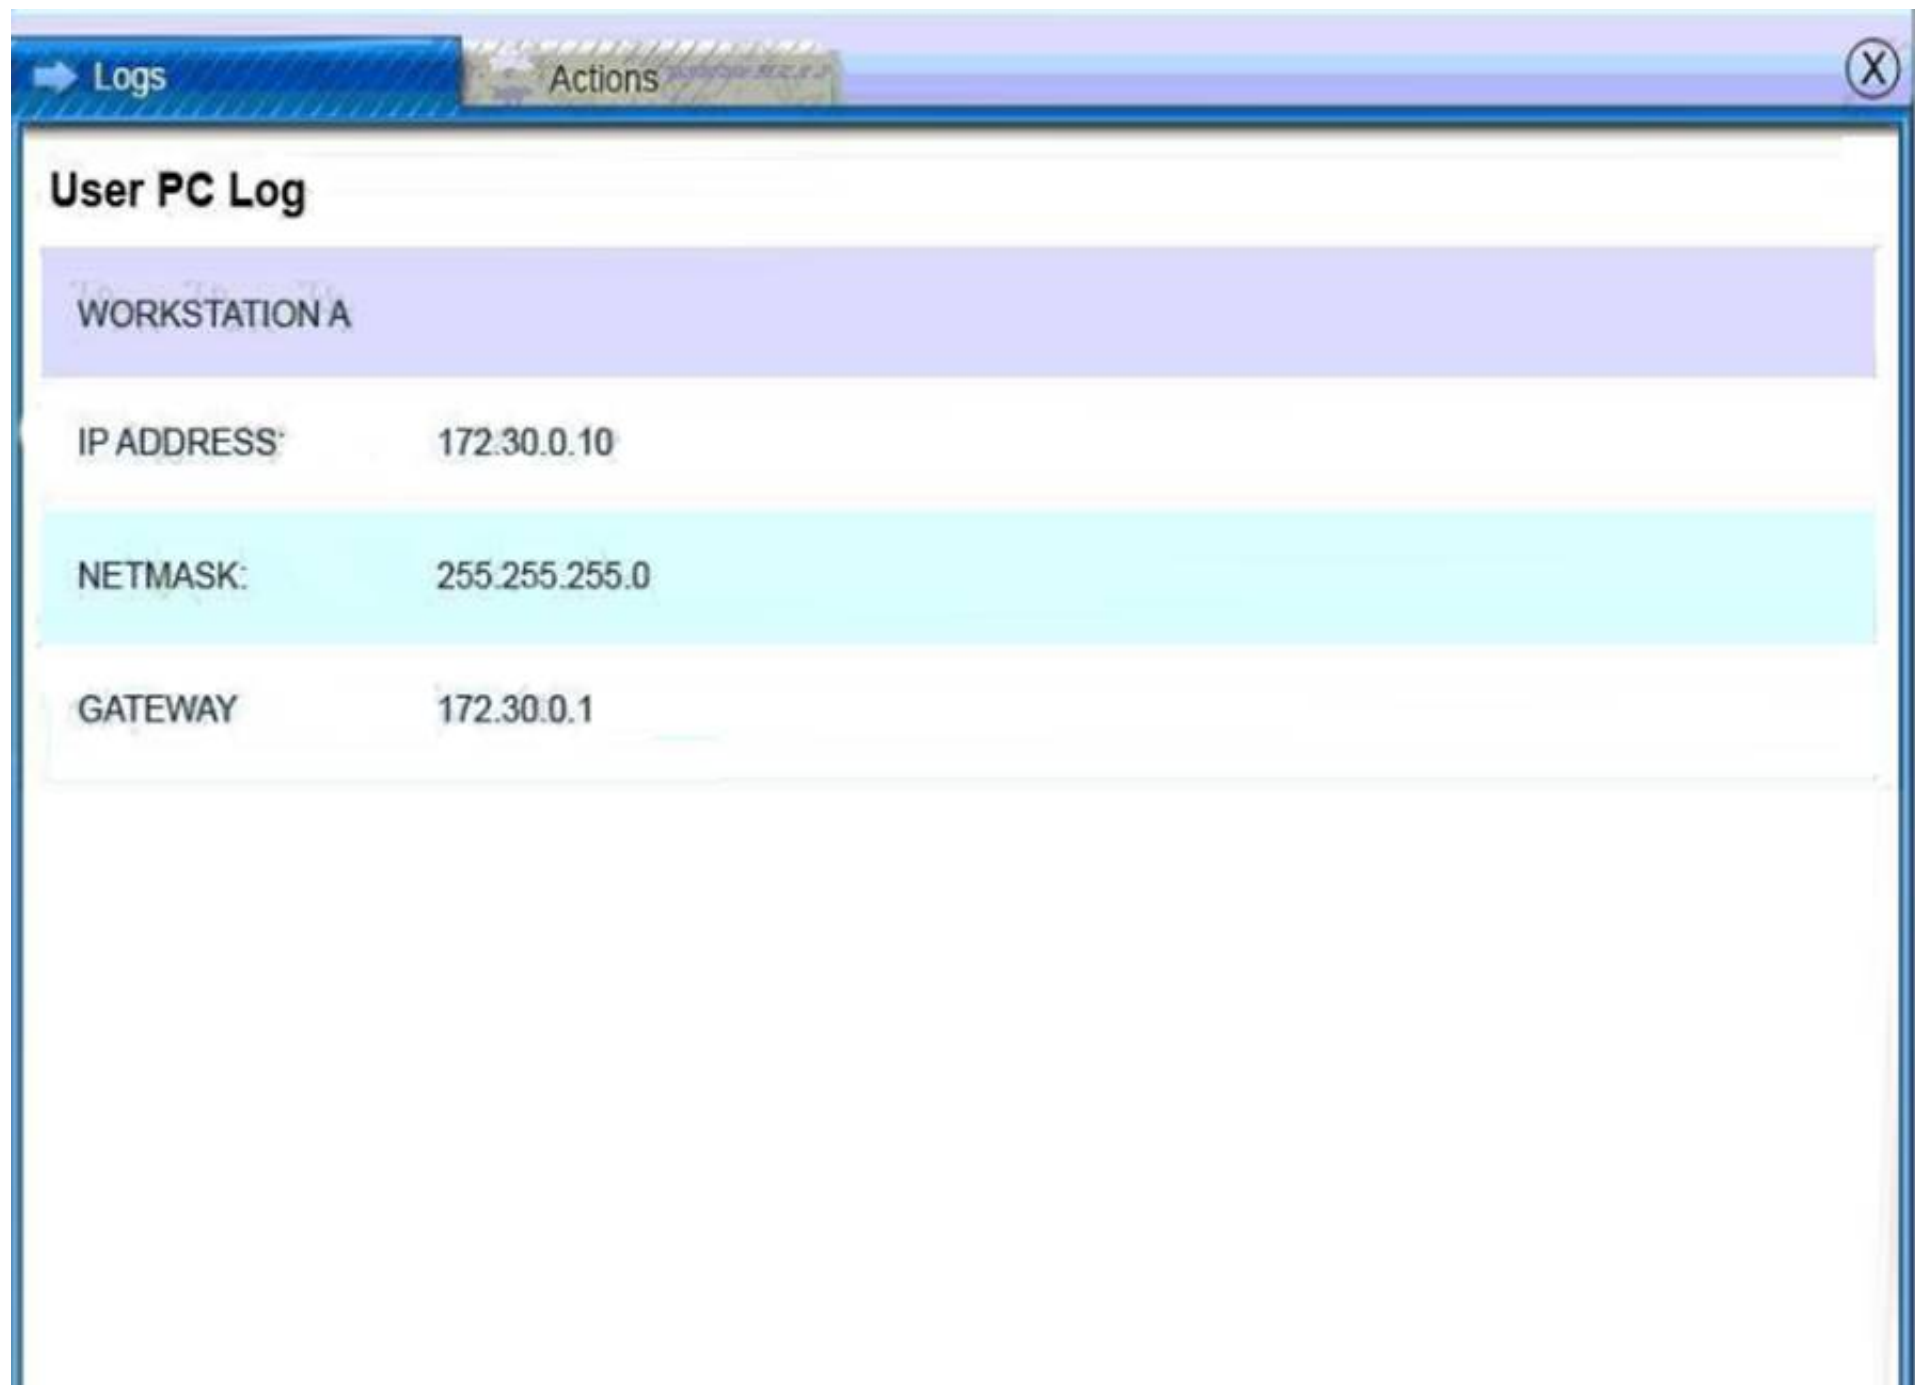 Logs
Actions
X
User PC Log
WORKSTATION A
IP ADDRESS: 172.30.0.10
NETMASK: 255.255.255.0
GATEWAY 172.30.0.1